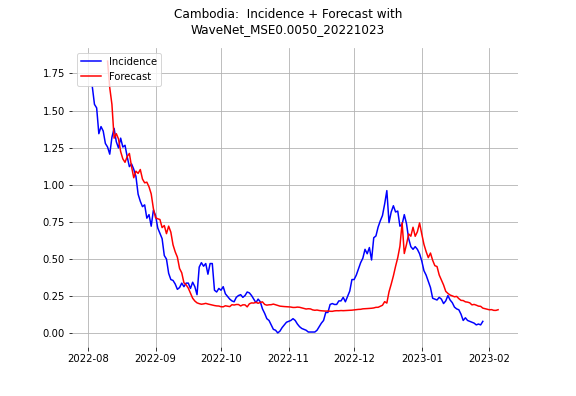 Cambodia:  Incidence + Forecast with
WaveNet_MSE0.0050_20221023
Incidence
Forecast
1.75
1.50
1.25
1.00
0.75
0.50
0.25
0.00
2022-08 2022-09 2022-10 2022-11 2022-12 2023-01 2023-02